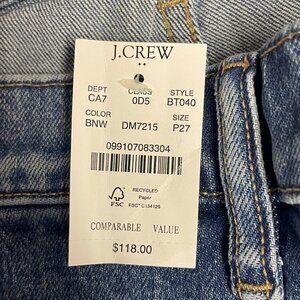 J.CREW
DEPT CLASS STYLE
CA7 0D5 BT040
COLOR SIZE
BNW DM7215 P27
099107083304
RECYCLED
Paper
FSC FSC® C134125
COMPARABLE VALUE
$118.00